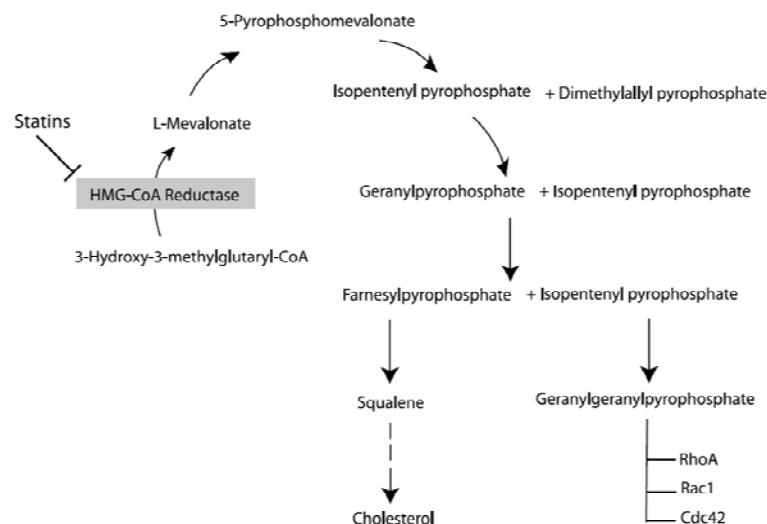 5-Pyrophosphomevalonate
Isopentenyl pyrophosphate + Dimethylallyl pyrophosphate
Statins
L-Mevalonate
HMG-CoA Reductase
Geranylpyrophosphate + Isopentenyl pyrophosphate
3-Hydroxy-3-methylglutaryl-CoA
Farnesylpyrophosphate + Isopentenyl pyrophosphate
Squalene
Geranylgeranylpyrophosphate
RhoA
Rac1
Cdc42
Cholesterol